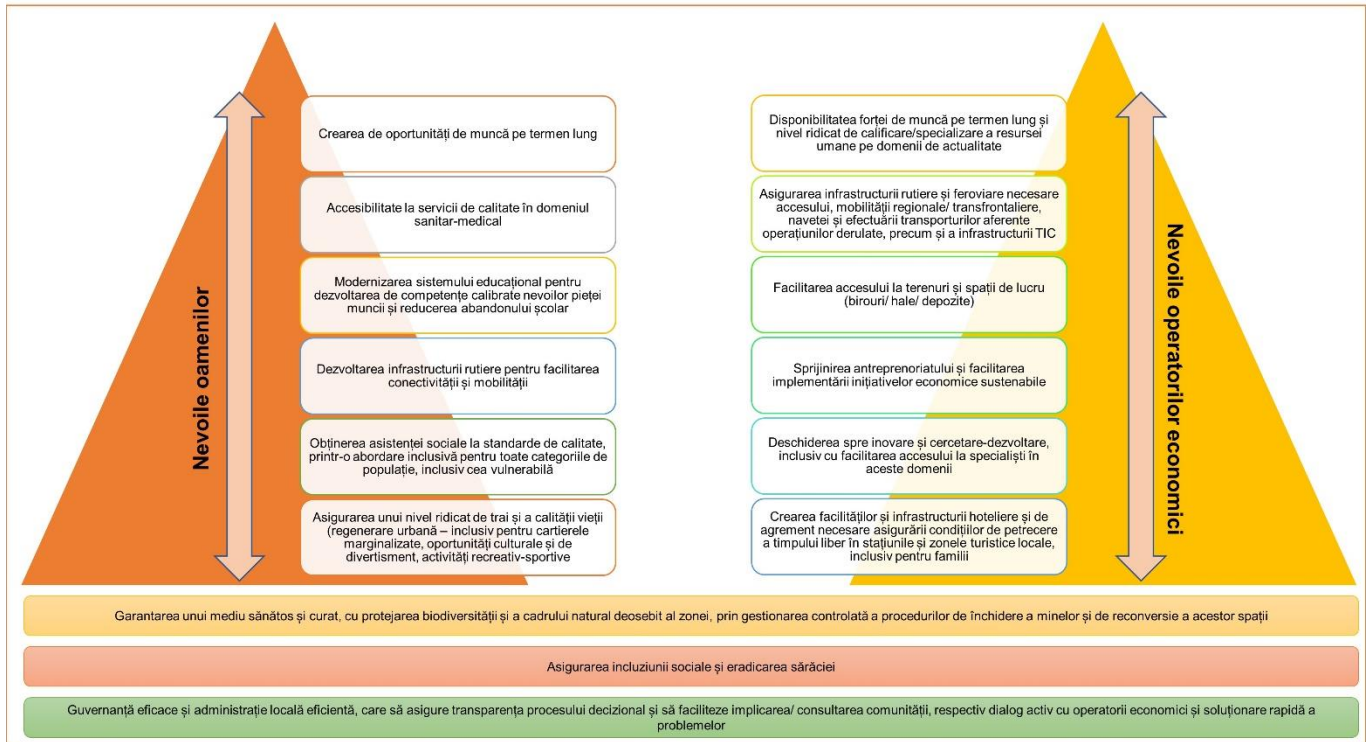 Nevoile oamenilor
Crearea de oportunități de muncă pe termen lung
Accesibilitate la servicii de calitate în domeniul
sanitar-medical
Modernizarea sistemului educațional pentru
dezvoltarea de competențe calibrate nevoilor pieței
muncii și reducerea abandonului școlar
Dezvoltarea infrastructurii rutiere pentru facilitarea
conectivității și mobilității
Obținerea asistenței sociale la standarde de calitate,
printr-o abordare inclusivă pentru toate categoriile de
populație, inclusiv cea vulnerabilă
Asigurarea unui nivel ridicat de trai și a calității vieții
(regenerare urbană – inclusiv pentru cartierele
marginalizate, oportunități culturale și de
divertisment, activități recreativ-sportive
Disponibilitatea forței de muncă pe termen lung și
nivel ridicat de calificare/specializare a resursei
umane pe domenii de actualitate
Asigurarea infrastructurii rutiere și feroviare necesare
accesului, mobilității regionale/ transfrontaliere,
navetei și efectuării transporturilor aferente
operațiunilor derulate, precum și a infrastructurii TIC
Facilitarea accesului la terenuri și spații de lucru
(birouri/ hale/ depozite)
Sprijinirea antreprenoriatului și facilitarea
implementării inițiativelor economice sustenabile
Deschiderea spre inovare și cercetare-dezvoltare,
inclusiv cu facilitarea accesului la specialiști în
aceste domenii
Crearea facilităților și infrastructurii hoteliere și de
agrement necesare asigurării condițiilor de petrecere
a timpului liber în stațiunile și zonele turistice locale,
inclusiv pentru familii
Nevoile operatorilor economici
Garantarea unui mediu sănătos și curat, cu protejarea biodiversității și a cadrului natural deosebit al zonei, prin gestionarea controlată a procedurilor de închidere a minelor și de reconversie a acestor spații
Asigurarea incluziunii sociale și eradicarea sărăciei
Guvernanță eficace și administrație locală eficientă, care să asigure transparența procesului decizional și să faciliteze implicarea/ consultarea comunității, respectiv dialog activ cu operatorii economici și soluționare rapidă a
problemelor